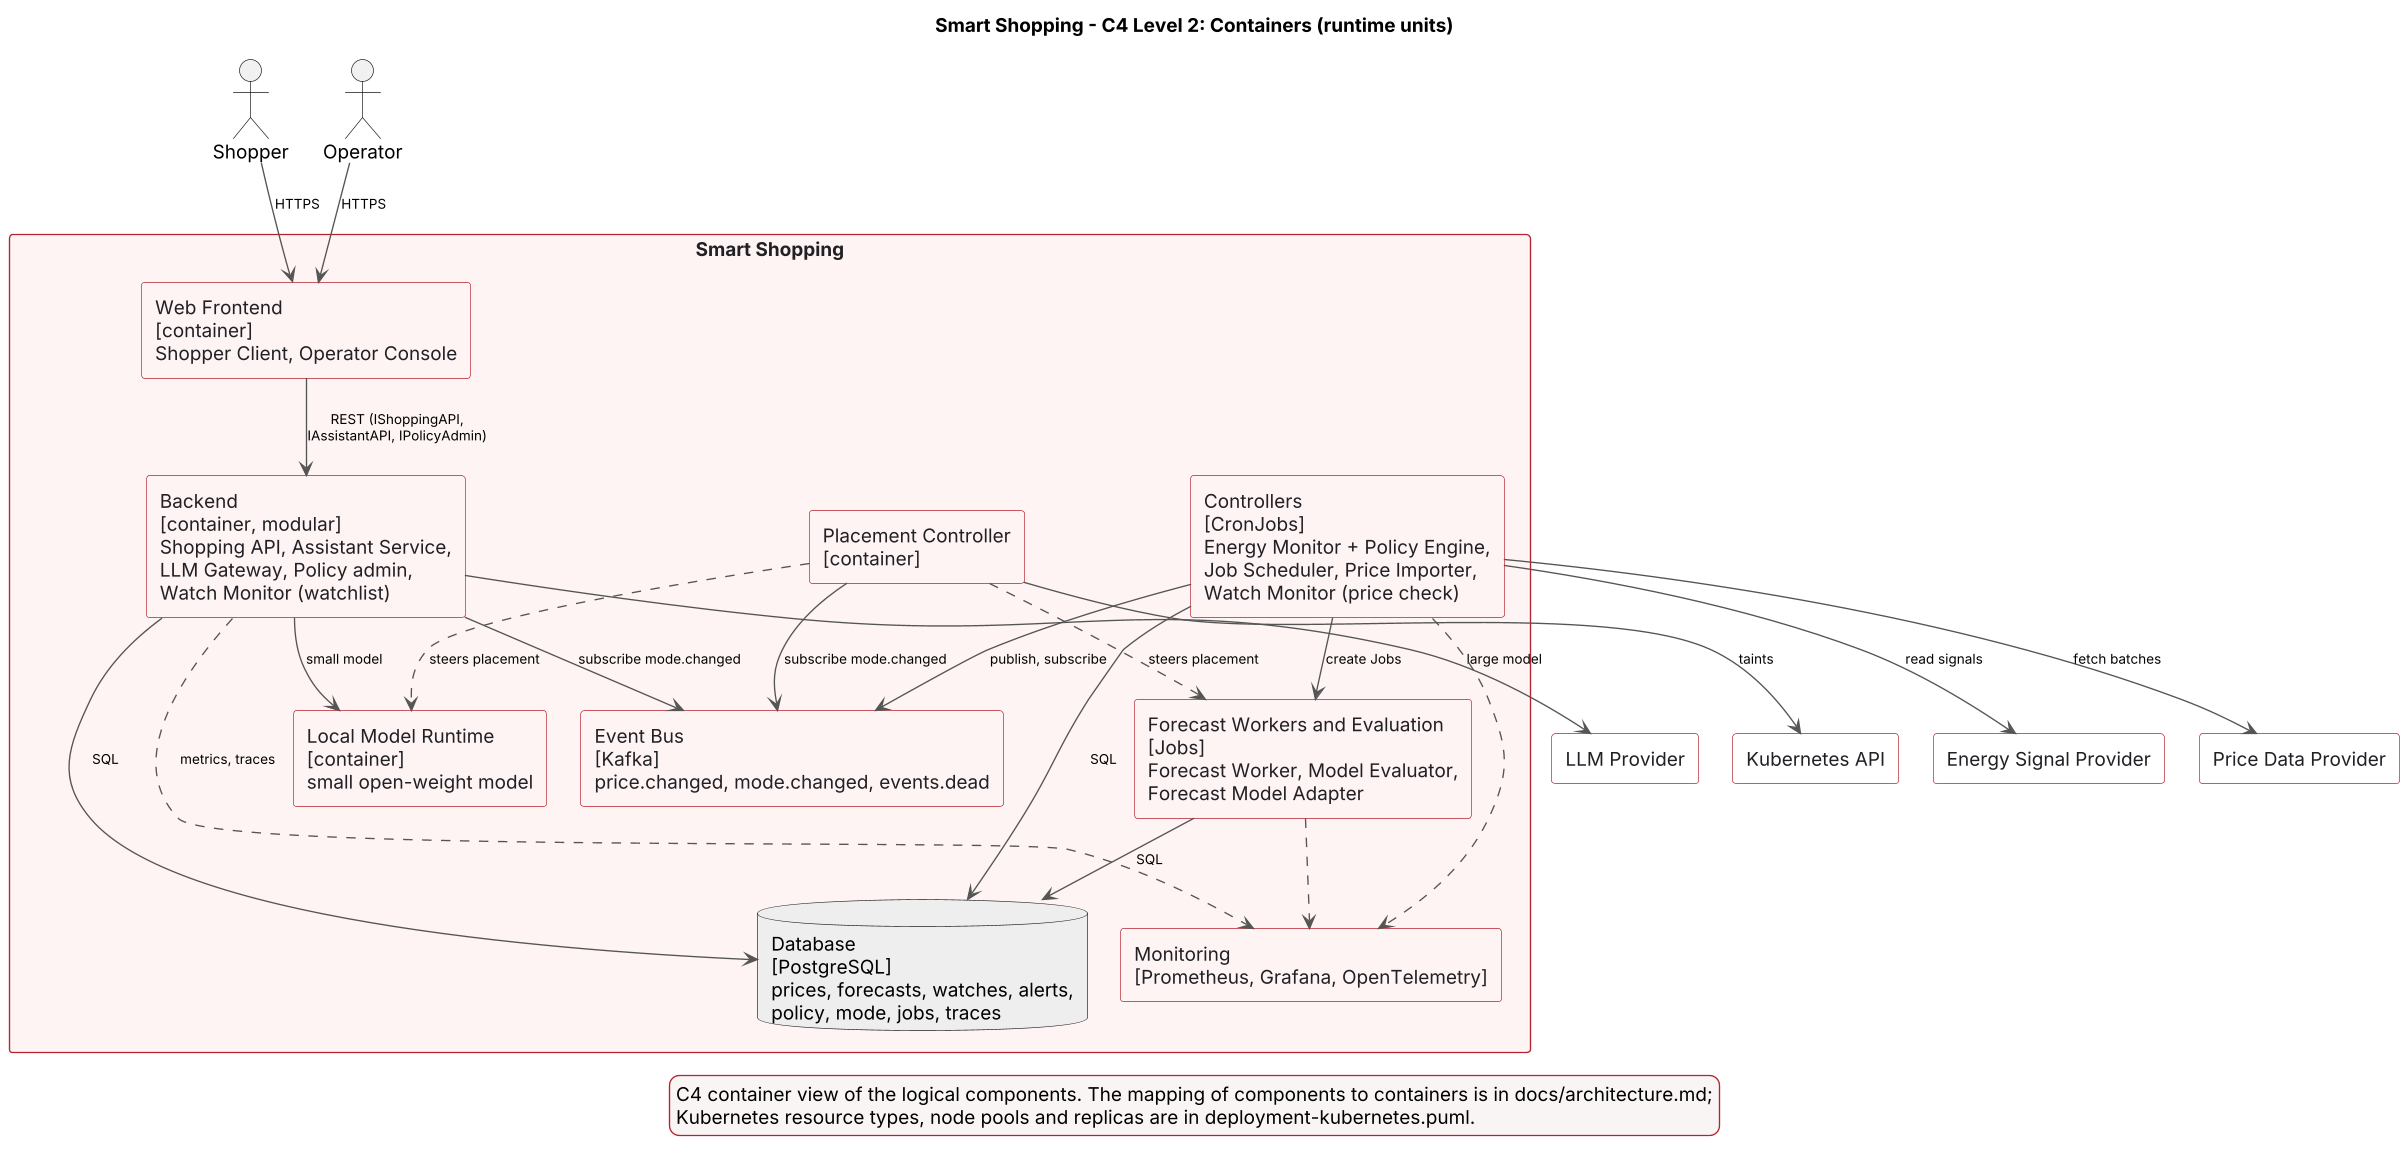 Smart Shopping - C4 Level 2: Containers (runtime units)
Shopper
Operator
HTTPS
HTTPS
Smart Shopping
Web Frontend
[container]
Shopper Client, Operator Console
REST (IShoppingAPI,
IAssistantAPI, IPolicyAdmin)
Backend
[container, modular]
Shopping API, Assistant Service,
LLM Gateway, Policy admin,
Watch Monitor (watchlist)
Placement Controller
[container]
Controllers
[CronJobs]
Energy Monitor + Policy Engine,
Job Scheduler, Price Importer,
Watch Monitor (price check)
small model
steers placement
subscribe mode.changed
subscribe mode.changed
publish, subscribe
steers placement
create Jobs
large model
taints
read signals
fetch batches
SQL
metrics, traces
Local Model Runtime
[container]
small open-weight model
Event Bus
[Kafka]
price.changed, mode.changed, events.dead
SQL
Forecast Workers and Evaluation
[Jobs]
Forecast Worker, Model Evaluator,
Forecast Model Adapter
LLM Provider
Kubernetes API
Energy Signal Provider
Price Data Provider
SQL
Database
[PostgreSQL]
prices, forecasts, watches, alerts,
policy, mode, jobs, traces
Monitoring
[Prometheus, Grafana, OpenTelemetry]
C4 container view of the logical components. The mapping of components to containers is in docs/architecture.md;
Kubernetes resource types, node pools and replicas are in deployment-kubernetes.puml.